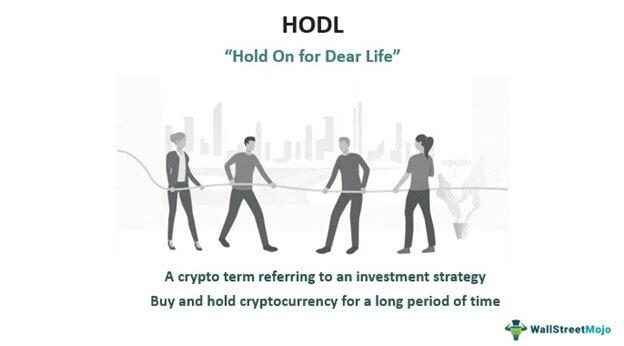 HODL
“Hold On for Dear Life”
A crypto term referring to an investment strategy
Buy and hold cryptocurrency for a long period of time
WallStreetMojo